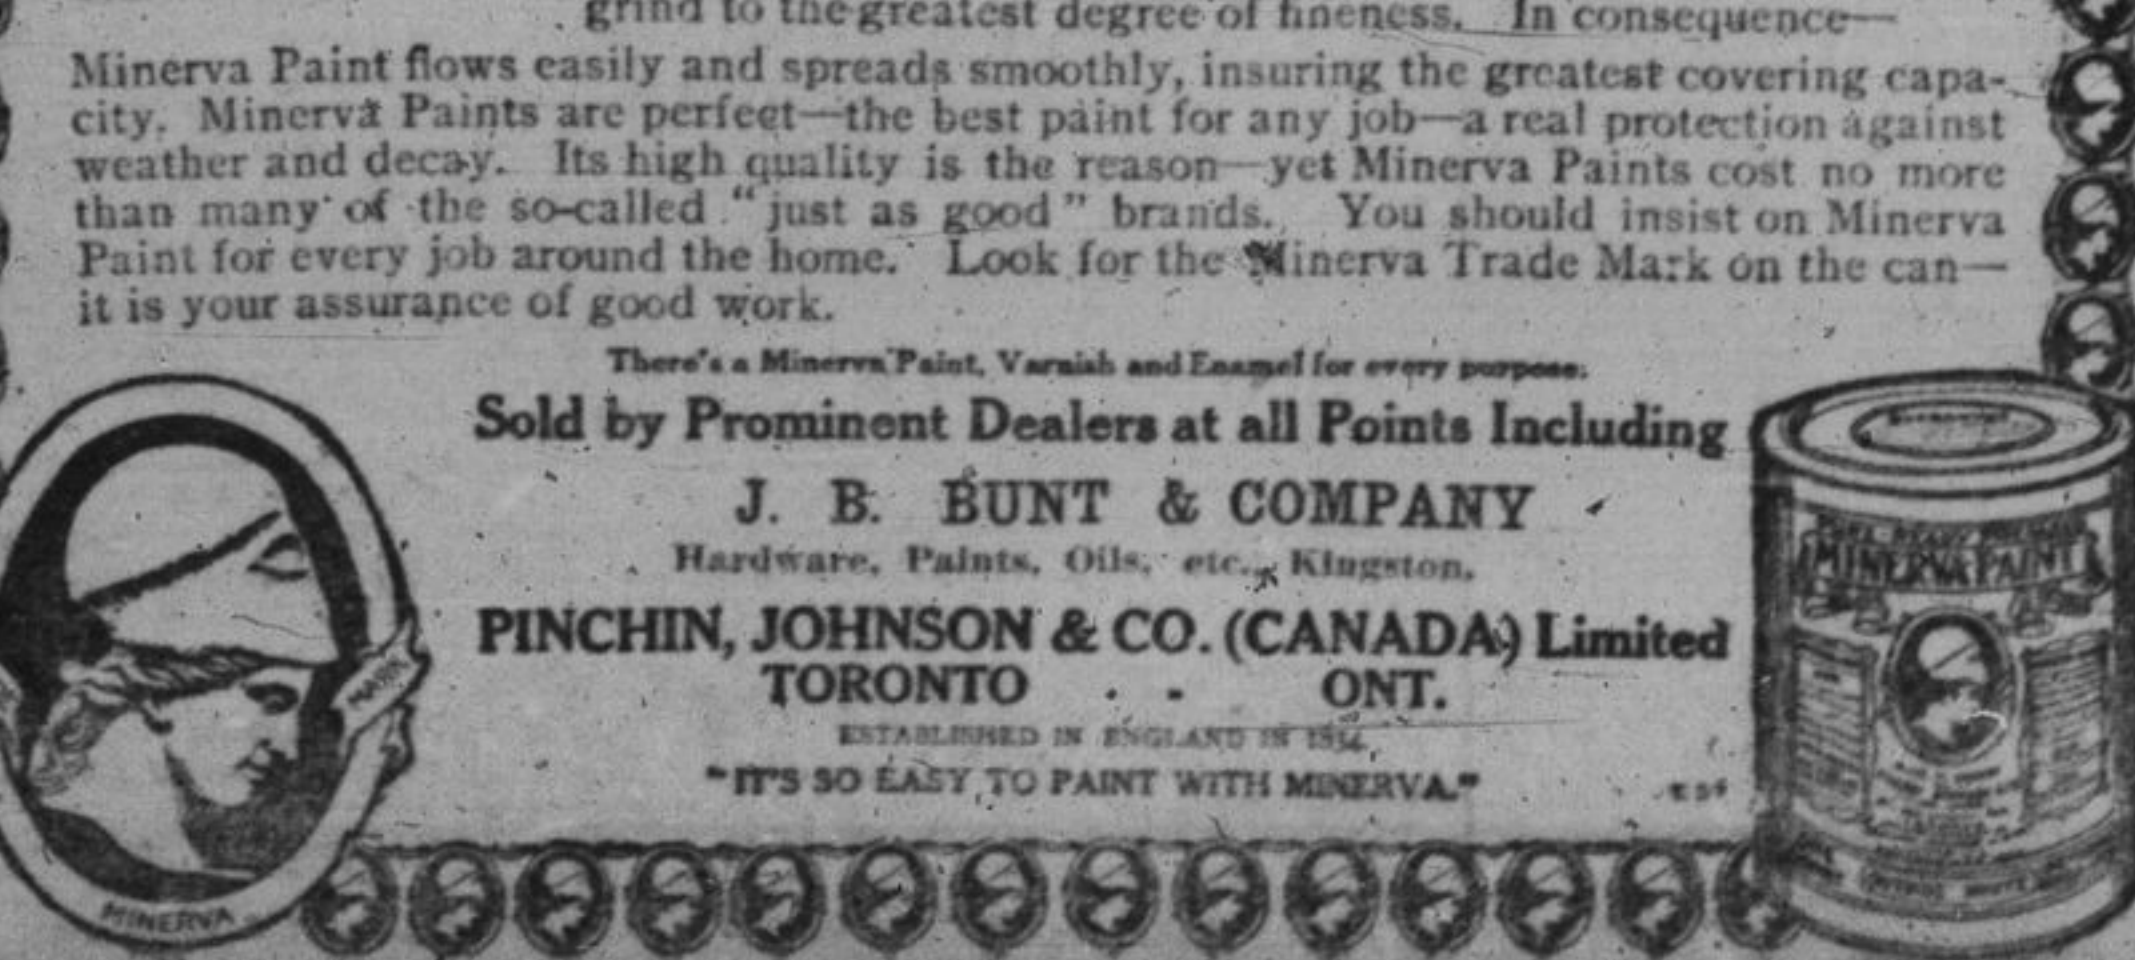 grind to the greatest degree of fineness. In consequence—
Minerva Paint flows easily and spreads smoothly, insuring the greatest covering capa-
city. Minerva Paints are perfect—the best paint for any job—a real protection against
weather and decay. Its high quality is the reason—yet Minerva Paints cost no more
than many of the so-called "just as good" brands. You should insist on Minerva
Paint for every job around the home. Look for the Minerva Trade Mark on the can—
it is your assurance of good work.
There's a Minerva Paint, Varnish and Enamel for every purpose.
Sold by Prominent Dealers at all Points Including
J. B. BUNT & COMPANY
Hardware, Paints, Oils, etc., Kingston.
PINCHIN, JOHNSON & CO. (CANADA) Limited
TORONTO - - ONT.
ESTABLISHED IN ENGLAND IN 1834.
"IT'S SO EASY TO PAINT WITH MINERVA."
MARK
MINERVA
MINERVA PAINT